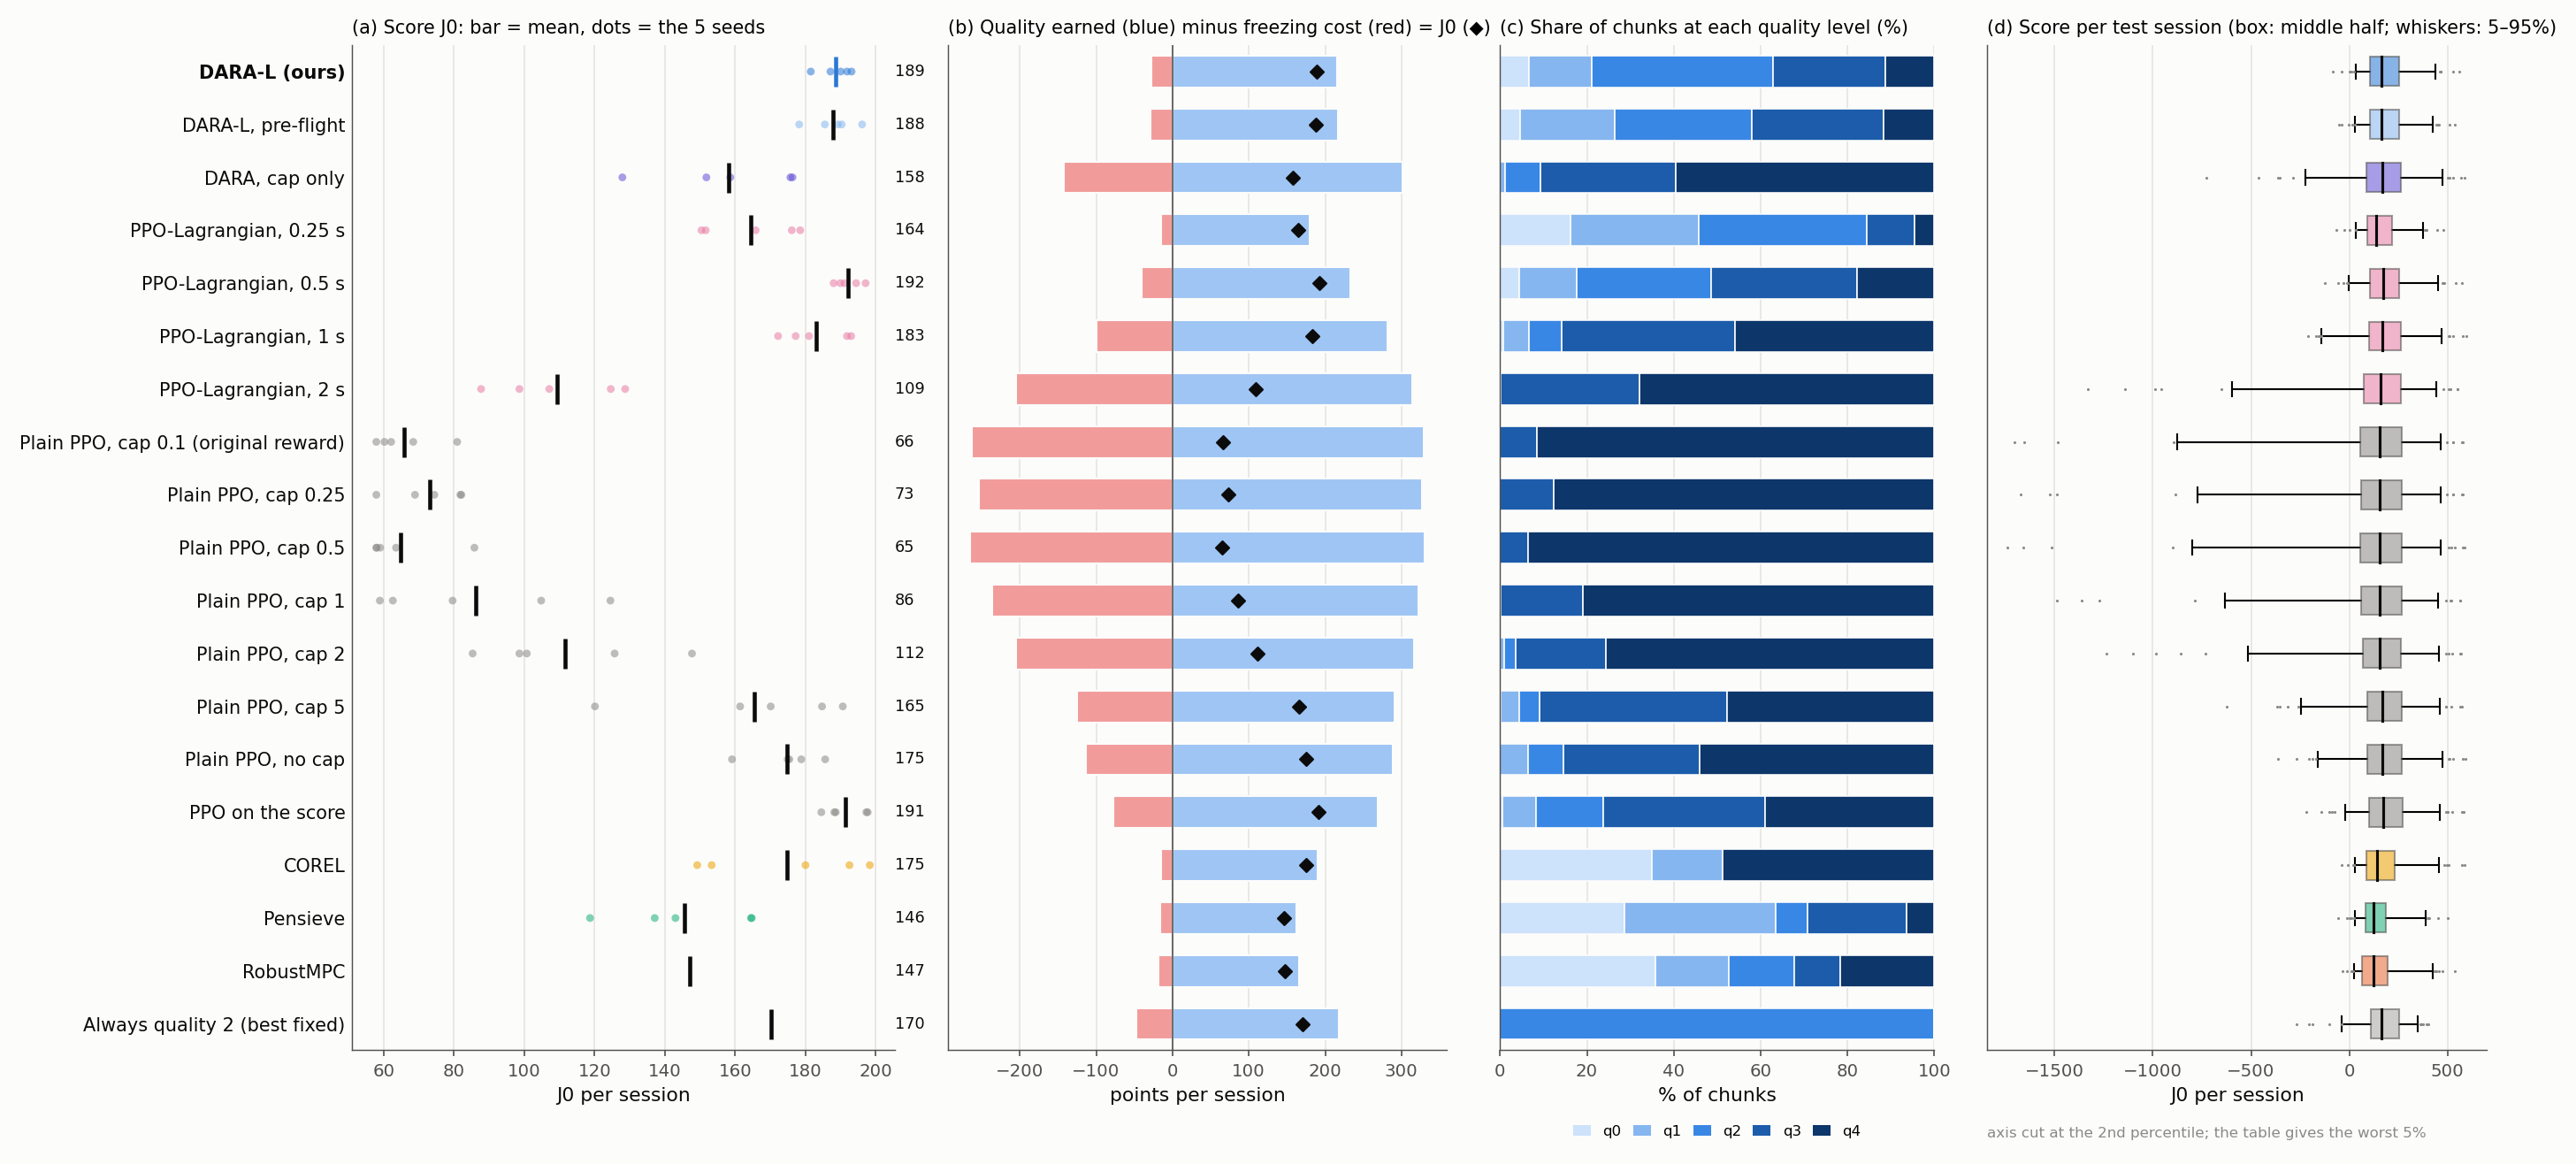 (a) Score J0: bar = mean, dots = the 5 seeds
(b) Quality earned (blue) minus freezing cost (red) = J0 (◆)
(c) Share of chunks at each quality level (%)
(d) Score per test session (box: middle half; whiskers: 5–95%)
DARA-L (ours) 189
DARA-L, pre-flight 188
DARA, cap only 158
PPO-Lagrangian, 0.25 s 164
PPO-Lagrangian, 0.5 s 192
PPO-Lagrangian, 1 s 183
PPO-Lagrangian, 2 s 109
Plain PPO, cap 0.1 (original reward) 66
Plain PPO, cap 0.25 73
Plain PPO, cap 0.5 65
Plain PPO, cap 1 86
Plain PPO, cap 2 112
Plain PPO, cap 5 165
Plain PPO, no cap 175
PPO on the score 191
COREL 175
Pensieve 146
RobustMPC 147
Always quality 2 (best fixed) 170
60 80 100 120 140 160 180 200
J0 per session
−200 −100 0 100 200 300
points per session
0 20 40 60 80 100
% of chunks
q0 q1 q2 q3 q4
−1500 −1000 −500 0 500
J0 per session
axis cut at the 2nd percentile; the table gives the worst 5%